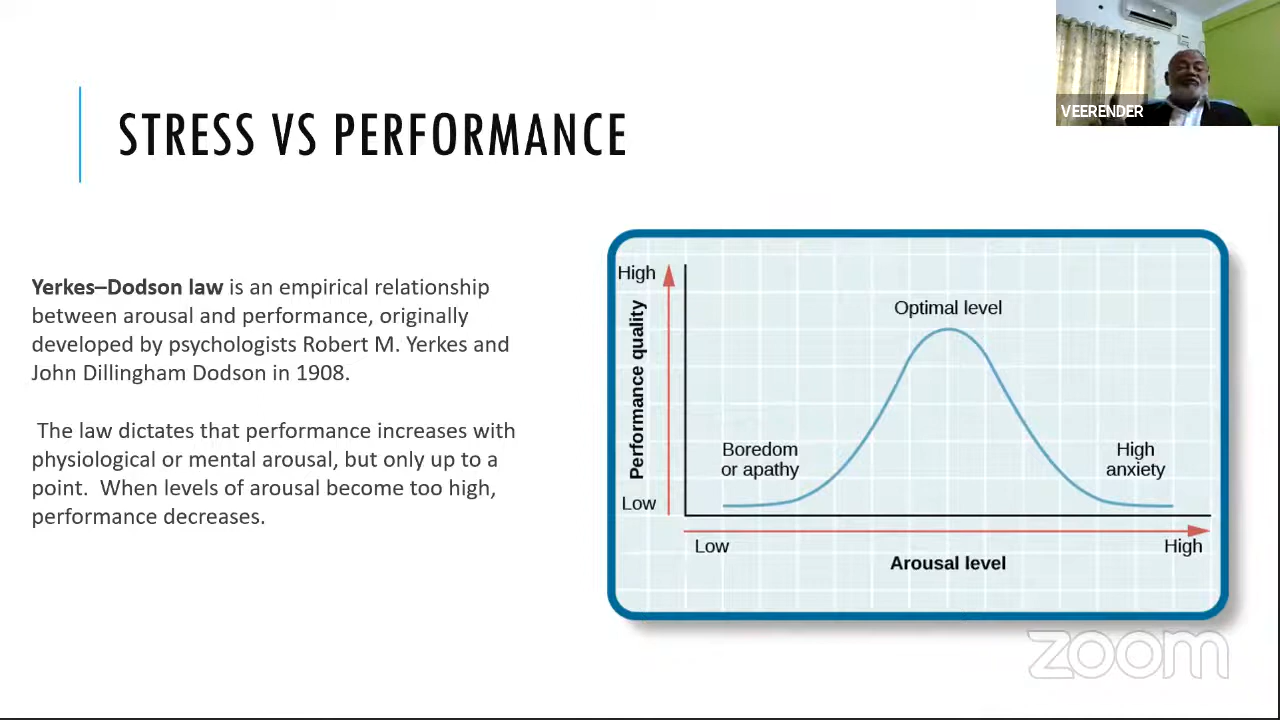 VEERENDER
STRESS VS PERFORMANCE
Yerkes–Dodson law is an empirical relationship
between arousal and performance, originally
developed by psychologists Robert M. Yerkes and
John Dillingham Dodson in 1908.
The law dictates that performance increases with
physiological or mental arousal, but only up to a
point.  When levels of arousal become too high,
performance decreases.
High
Performance quality
Low
Optimal level
Boredom
or apathy
High
anxiety
Low
High
Arousal level
zoom